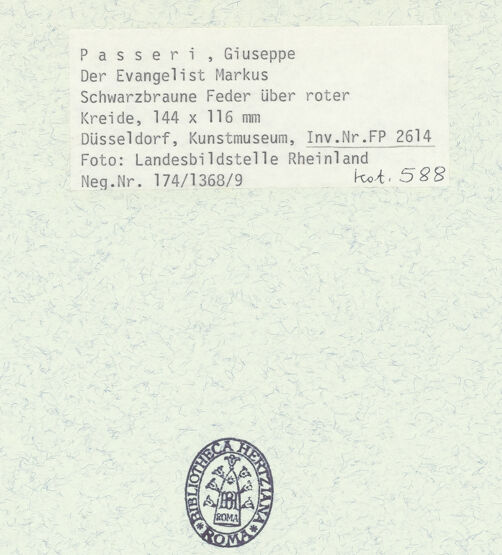 P a s s e r i , Giuseppe
Der Evangelist Markus
Schwarzbraune Feder über roter
Kreide, 144 x 116 mm
Düsseldorf, Kunstmuseum, Inv.Nr.FP 2614
Foto: Landesbildstelle Rheinland
Neg.Nr. 174/1368/9 Kat. 588
BIBLIOTHECA HERTZIANA
BH
ROMA
ROMA